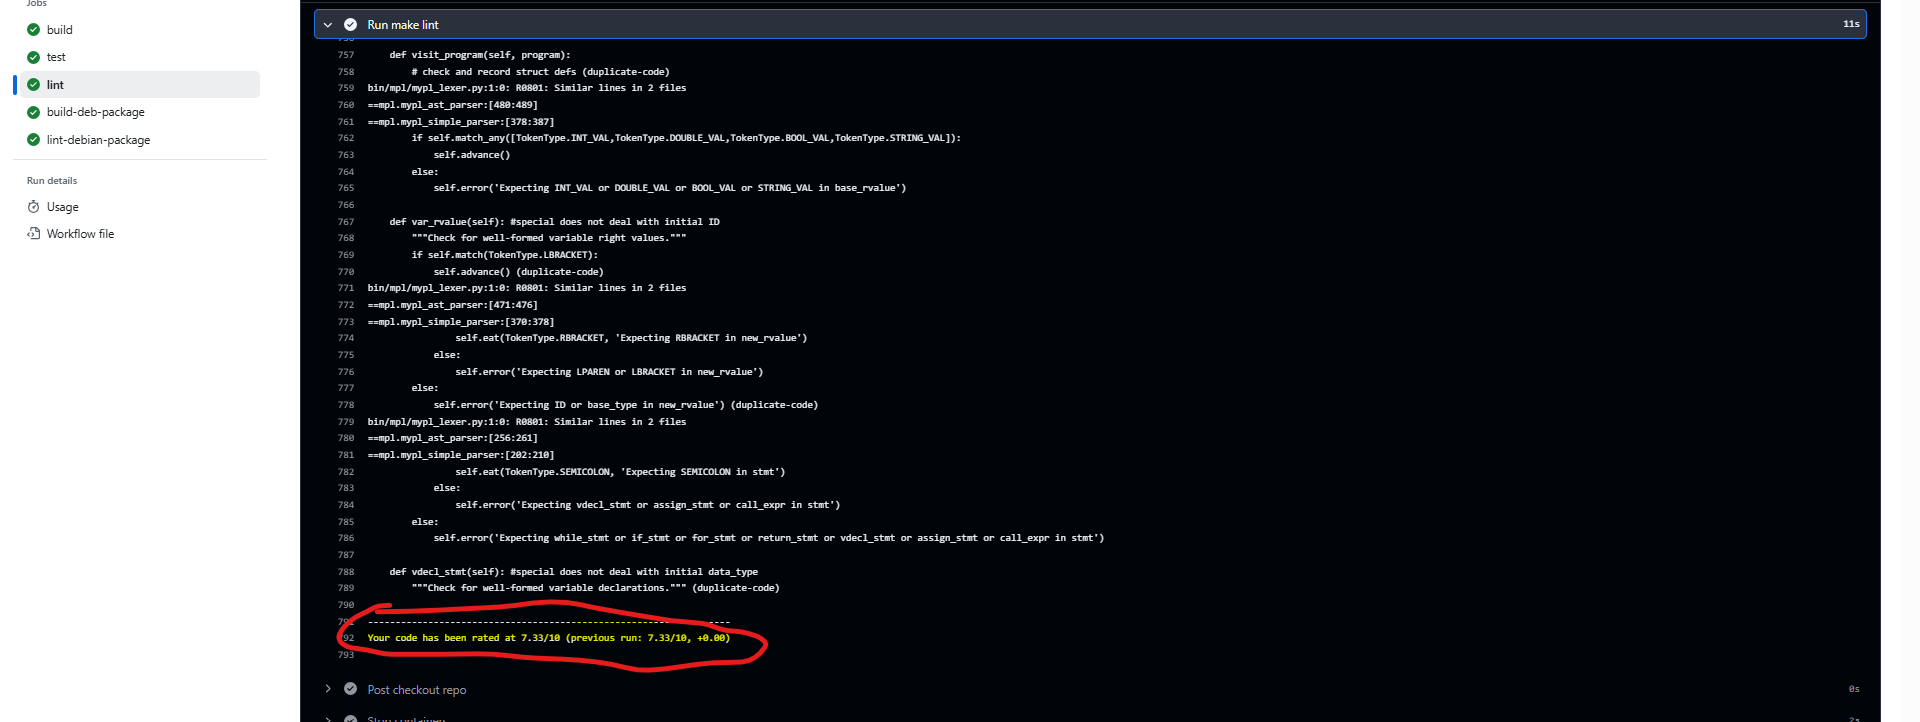 Jobs
build
test
lint
build-deb-package
lint-debian-package
Run details
Usage
Workflow file
Run make lint 11s
757     def visit_program(self, program):
758         # check and record struct defs (duplicate-code)
759 bin/mpl/mypl_lexer.py:1:0: R0801: Similar lines in 2 files
760 ==mpl.mypl_ast_parser:[480:489]
761 ==mpl.mypl_simple_parser:[378:387]
762         if self.match_any([TokenType.INT_VAL,TokenType.DOUBLE_VAL,TokenType.BOOL_VAL,TokenType.STRING_VAL]):
763             self.advance()
764         else:
765             self.error('Expecting INT_VAL or DOUBLE_VAL or BOOL_VAL or STRING_VAL in base_rvalue')
766
767     def var_rvalue(self): #special does not deal with initial ID
768         """Check for well-formed variable right values."""
769         if self.match(TokenType.LBRACKET):
770             self.advance() (duplicate-code)
771 bin/mpl/mypl_lexer.py:1:0: R0801: Similar lines in 2 files
772 ==mpl.mypl_ast_parser:[471:476]
773 ==mpl.mypl_simple_parser:[370:378]
774                 self.eat(TokenType.RBRACKET, 'Expecting RBRACKET in new_rvalue')
775             else:
776                 self.error('Expecting LPAREN or LBRACKET in new_rvalue')
777         else:
778             self.error('Expecting ID or base_type in new_rvalue') (duplicate-code)
779 bin/mpl/mypl_lexer.py:1:0: R0801: Similar lines in 2 files
780 ==mpl.mypl_ast_parser:[256:261]
781 ==mpl.mypl_simple_parser:[202:210]
782                 self.eat(TokenType.SEMICOLON, 'Expecting SEMICOLON in stmt')
783             else:
784                 self.error('Expecting vdecl_stmt or assign_stmt or call_expr in stmt')
785         else:
786             self.error('Expecting while_stmt or if_stmt or for_stmt or return_stmt or vdecl_stmt or assign_stmt or call_expr in stmt')
787
788     def vdecl_stmt(self): #special does not deal with initial data_type
789         """Check for well-formed variable declarations.""" (duplicate-code)
790
791 ------------------------------------------------------------------
792 Your code has been rated at 7.33/10 (previous run: 7.33/10, +0.00)
793
Post checkout repo 0s